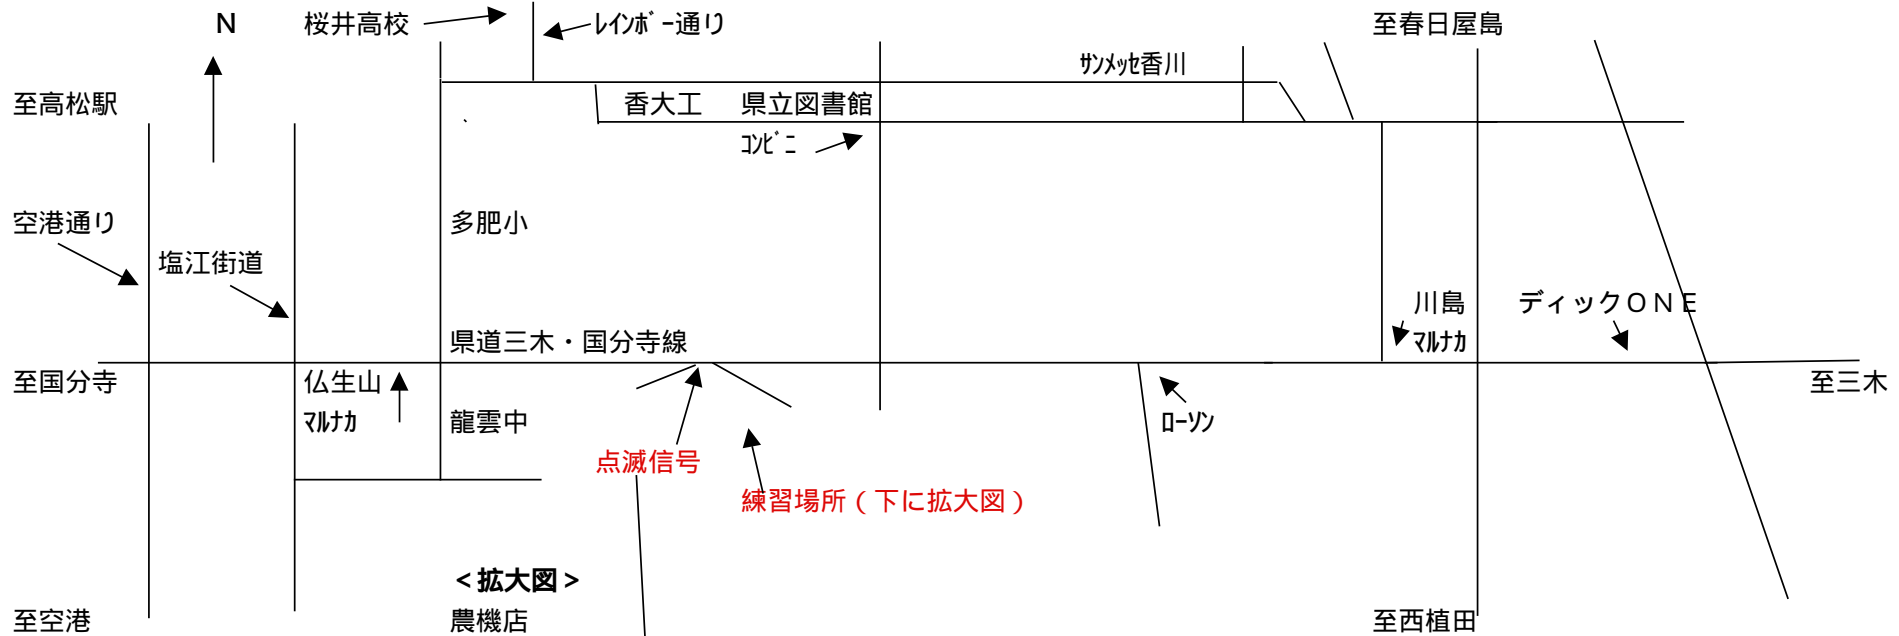 N 桜井高校 ﾚｲﾝﾎﾞｰ通り 至春日屋島
ｻﾝﾒｯｾ香川
至高松駅 香大工 県立図書館
ｺﾝﾋﾞﾆ
空港通り 多肥小
塩江街道
川島 ディックＯＮＥ
県道三木・国分寺線 ﾏﾙﾅｶ
至国分寺 仏生山 至三木
ﾏﾙﾅｶ 龍雲中 ﾛｰｿﾝ
点滅信号
練習場所（下に拡大図）
＜拡大図＞
至空港 農機店 至西植田